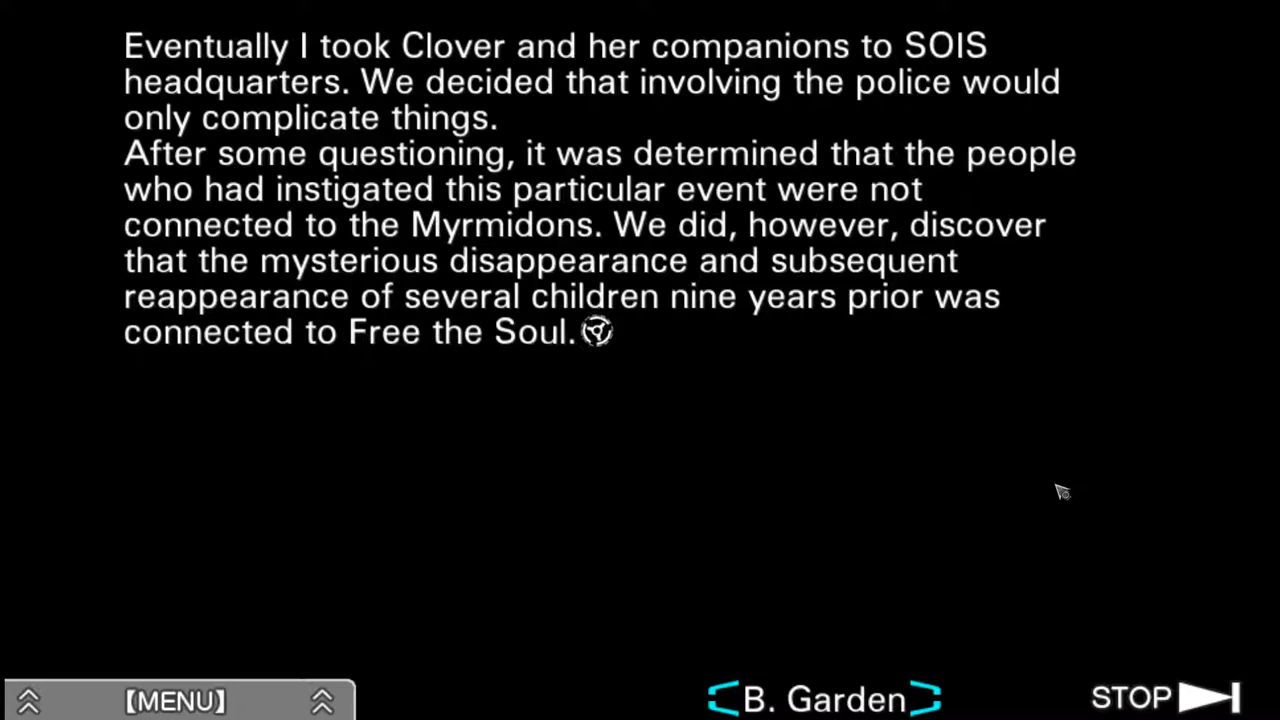 Eventually I took Clover and her companions to SOIS
headquarters. We decided that involving the police would
only complicate things.
After some questioning, it was determined that the people
who had instigated this particular event were not
connected to the Myrmidons. We did, however, discover
that the mysterious disappearance and subsequent
reappearance of several children nine years prior was
connected to Free the Soul.
【MENU】
B. Garden
STOP